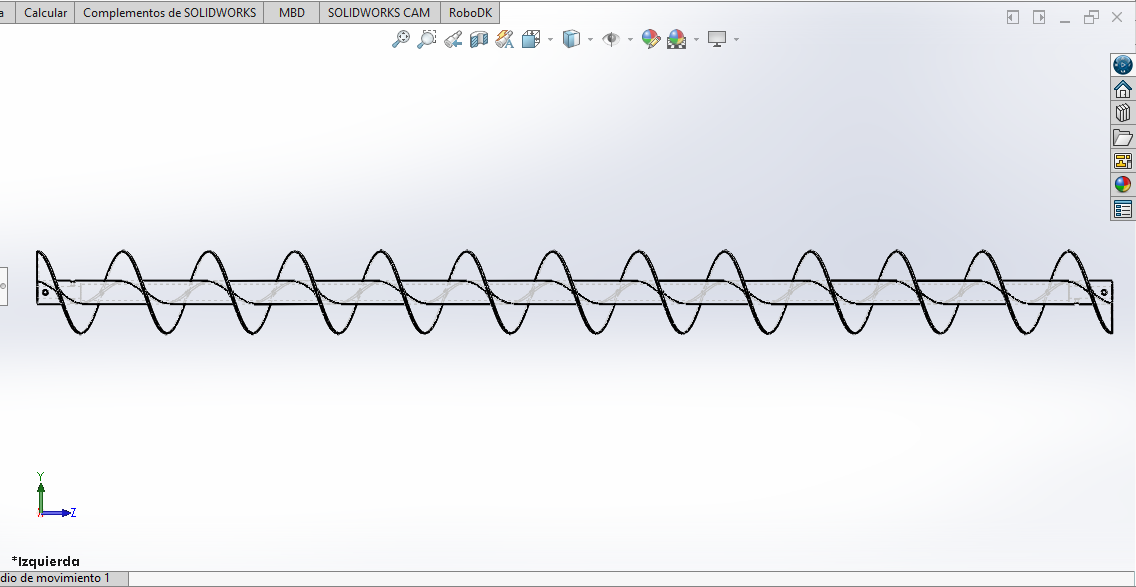 a Calcular Complementos de SOLIDWORKS MBD SOLIDWORKS CAM RoboDK
Y
Z
*Izquierda
dio de movimiento 1